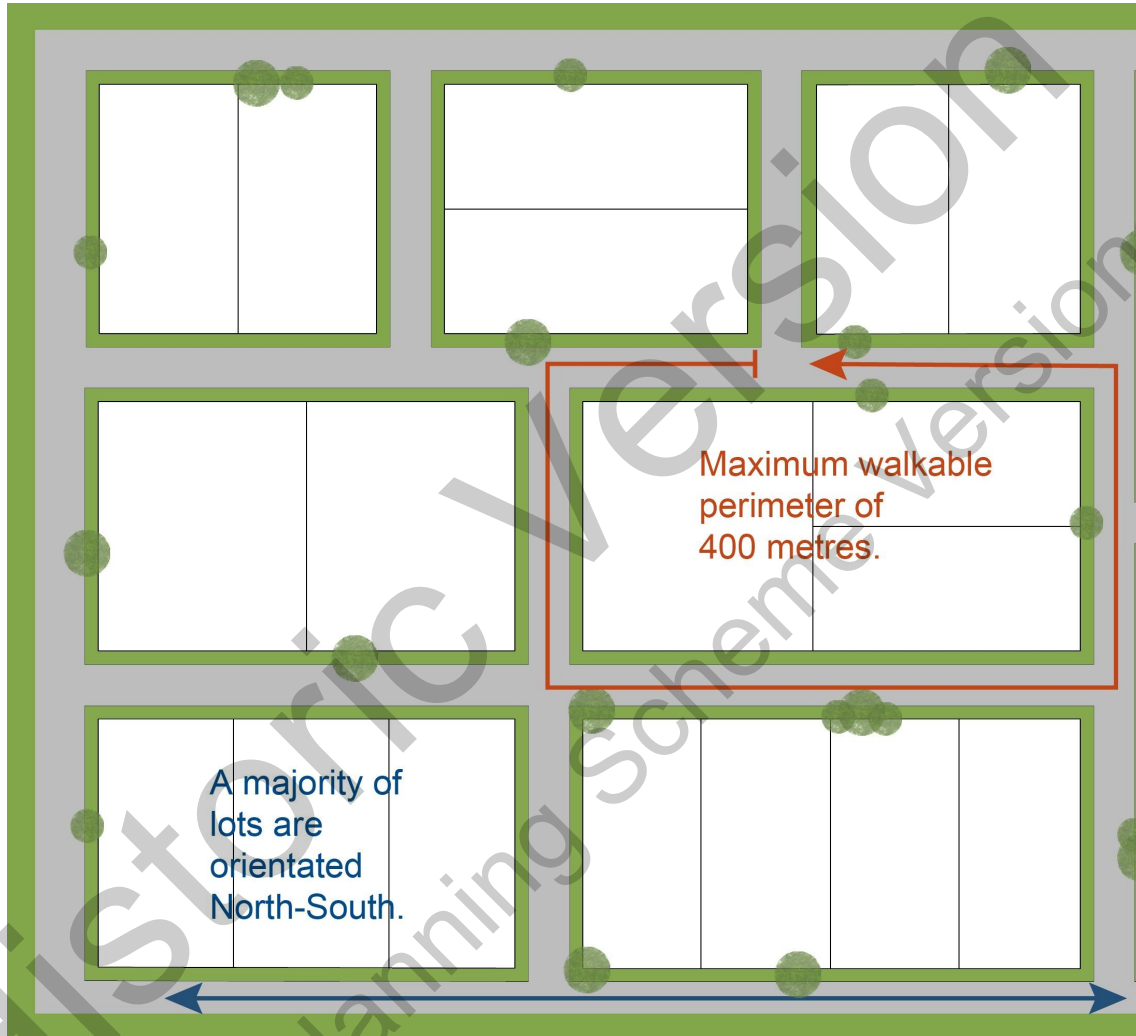 Maximum walkable
perimeter of
400 metres.
A majority of
lots are
orientated
North-South.
Historic Version
Planning Scheme Version